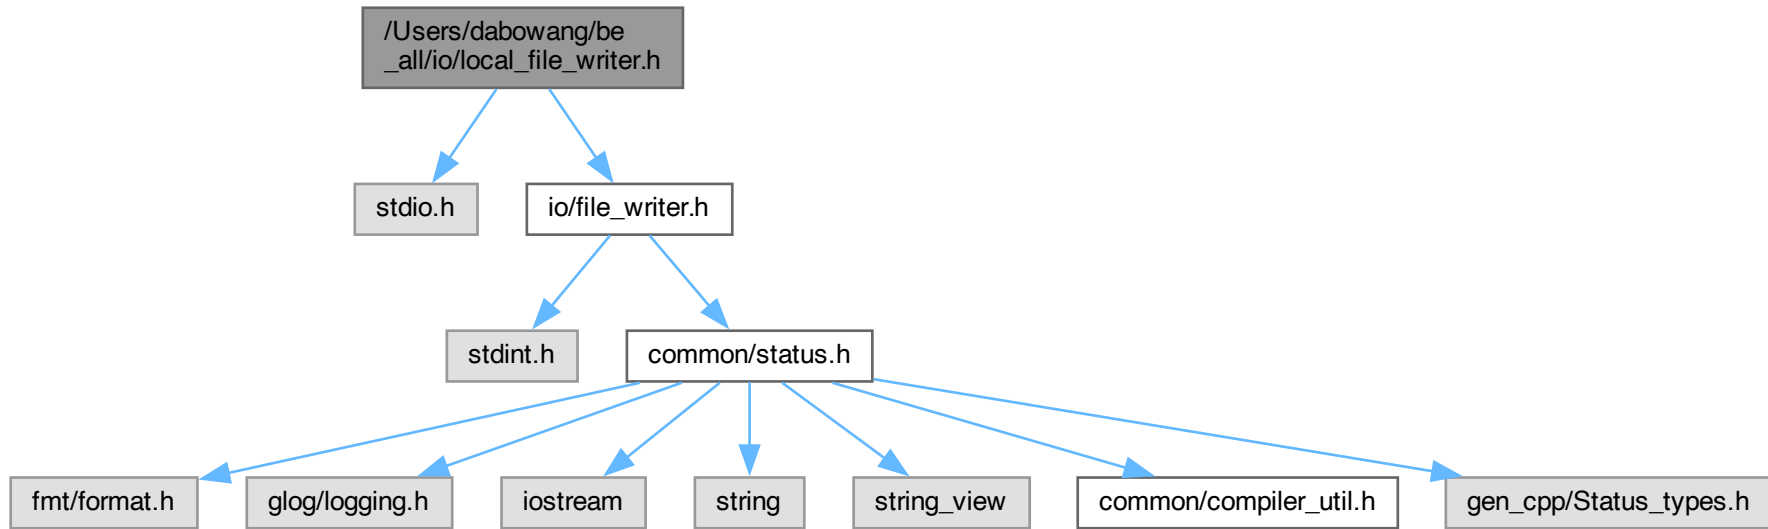 /Users/dabowang/be
_all/io/local_file_writer.h
stdio.h
io/file_writer.h
stdint.h
common/status.h
fmt/format.h
glog/logging.h
iostream
string
string_view
common/compiler_util.h
gen_cpp/Status_types.h